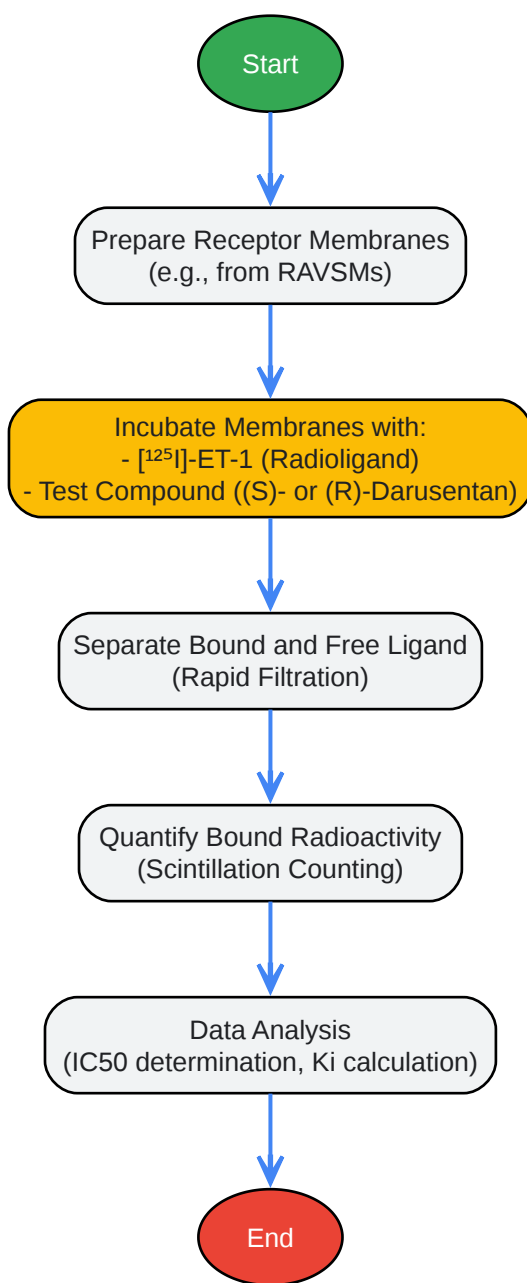 Start
Prepare Receptor Membranes
(e.g., from RAVSMs)
Incubate Membranes with:
- [¹²⁵I]-ET-1 (Radioligand)
- Test Compound ((S)- or (R)-Darusentan)
Separate Bound and Free Ligand
(Rapid Filtration)
Quantify Bound Radioactivity
(Scintillation Counting)
Data Analysis
(IC50 determination, Ki calculation)
End